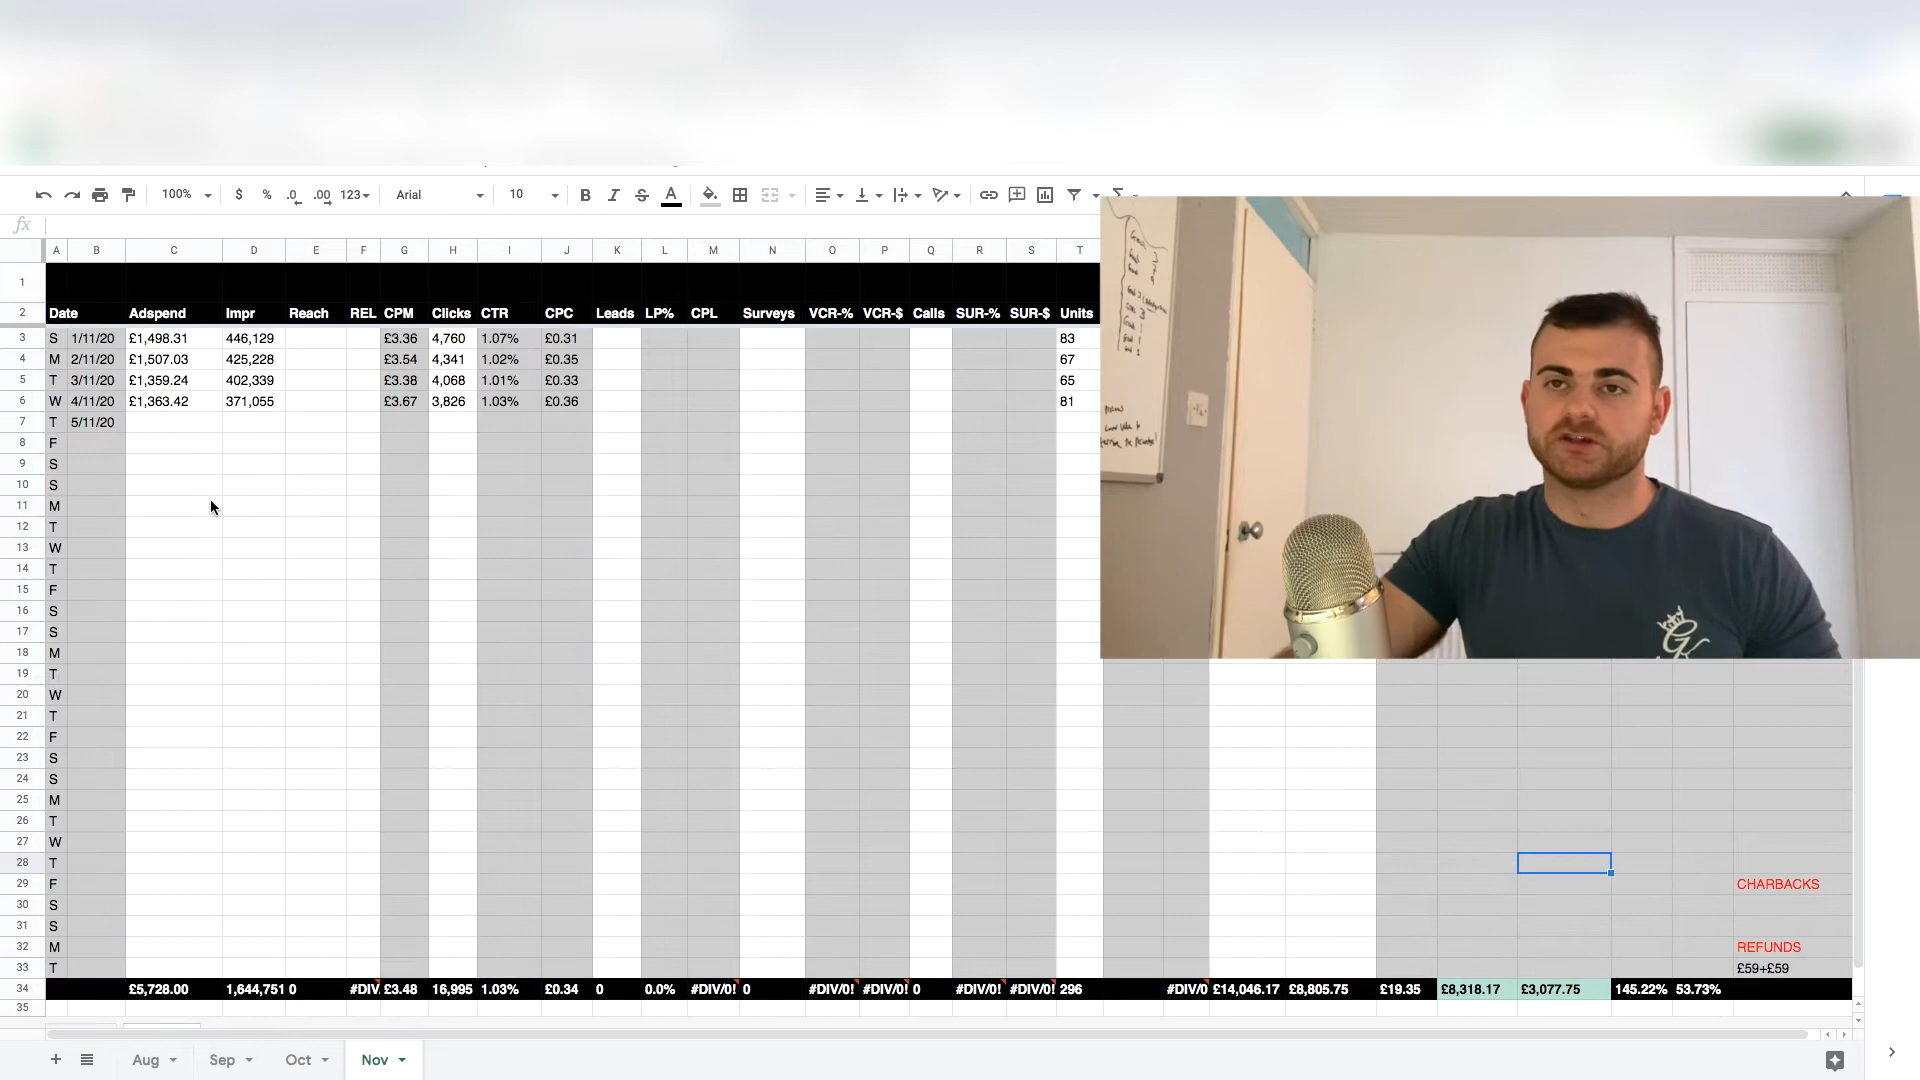 100% $ % .0 .00 123 Arial 10 B I S A
fx
A B C D E F G H I J K L M N O P Q R S T
1
2 Date Adspend Impr Reach REL CPM Clicks CTR CPC Leads LP% CPL Surveys VCR-% VCR-$ Calls SUR-% SUR-$ Units
3 S 1/11/20 £1,498.31 446,129 £3.36 4,760 1.07% £0.31 83
4 M 2/11/20 £1,507.03 425,228 £3.54 4,341 1.02% £0.35 67
5 T 3/11/20 £1,359.24 402,339 £3.38 4,068 1.01% £0.33 65
6 W 4/11/20 £1,363.42 371,055 £3.67 3,826 1.03% £0.36 81
7 T 5/11/20
8 F
9 S
10 S
11 M
12 T
13 W
14 T
15 F
16 S
17 S
18 M
19 T
20 W
21 T
22 F
23 S
24 S
25 M
26 T
27 W
28 T
29 F CHARBACKS
30 S
31 S
32 M REFUNDS
33 T £59+£59
34 £5,728.00 1,644,751 0 #DIV £3.48 16,995 1.03% £0.34 0 0.0% #DIV/0! 0 #DIV/0! #DIV/0! 0 #DIV/0! #DIV/0! 296 #DIV/0 £14,046.17 £8,805.75 £19.35 £8,318.17 £3,077.75 145.22% 53.73%
35
Aug Sep Oct Nov
GK